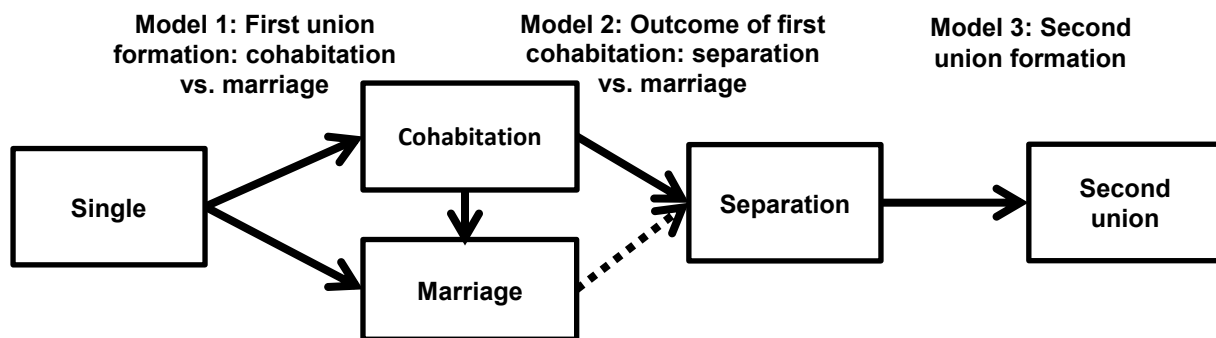 Model 1: First union
formation: cohabitation
vs. marriage
Model 2: Outcome of first
cohabitation: separation
vs. marriage
Model 3: Second
union formation
Single
Cohabitation
Marriage
Separation
Second
union